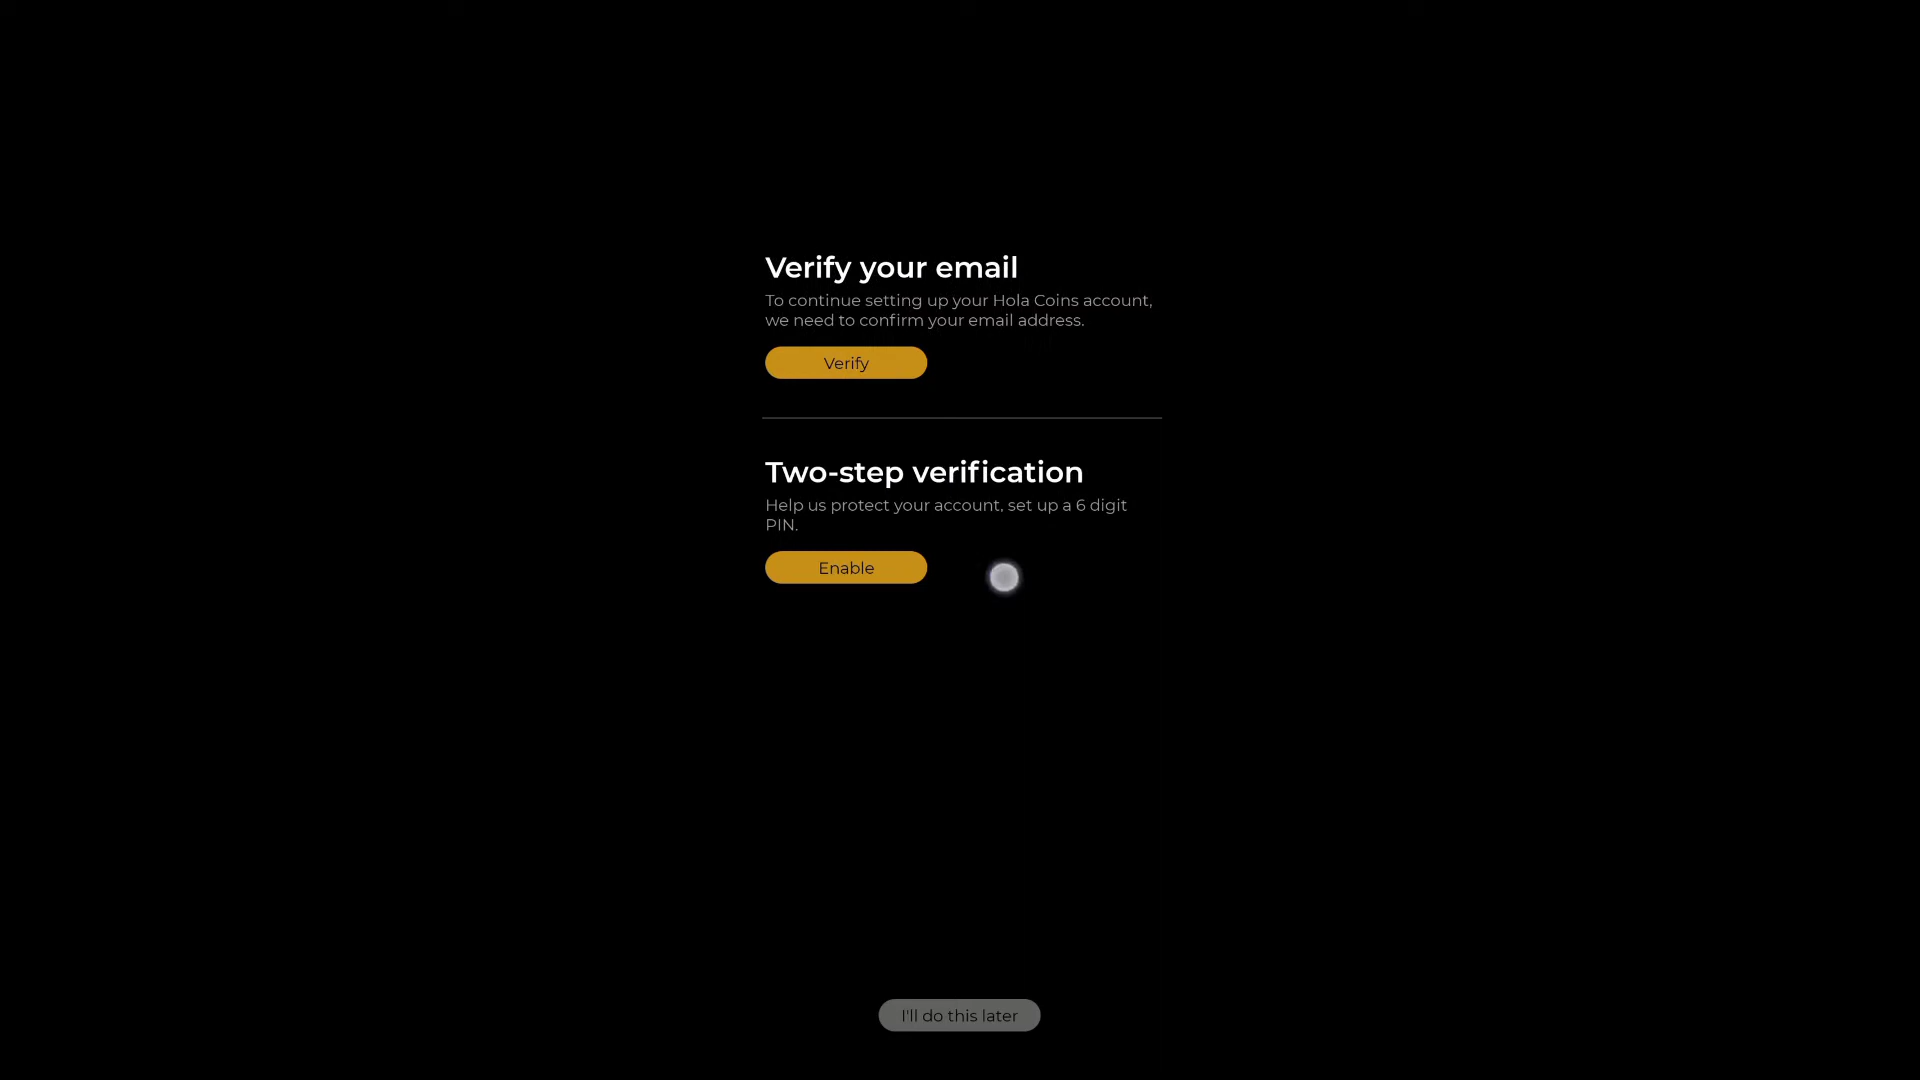 Verify your email
To continue setting up your Hola Coins account,
we need to confirm your email address.
Verify
Two-step verification
Help us protect your account, set up a 6 digit
PIN.
Enable
I'll do this later